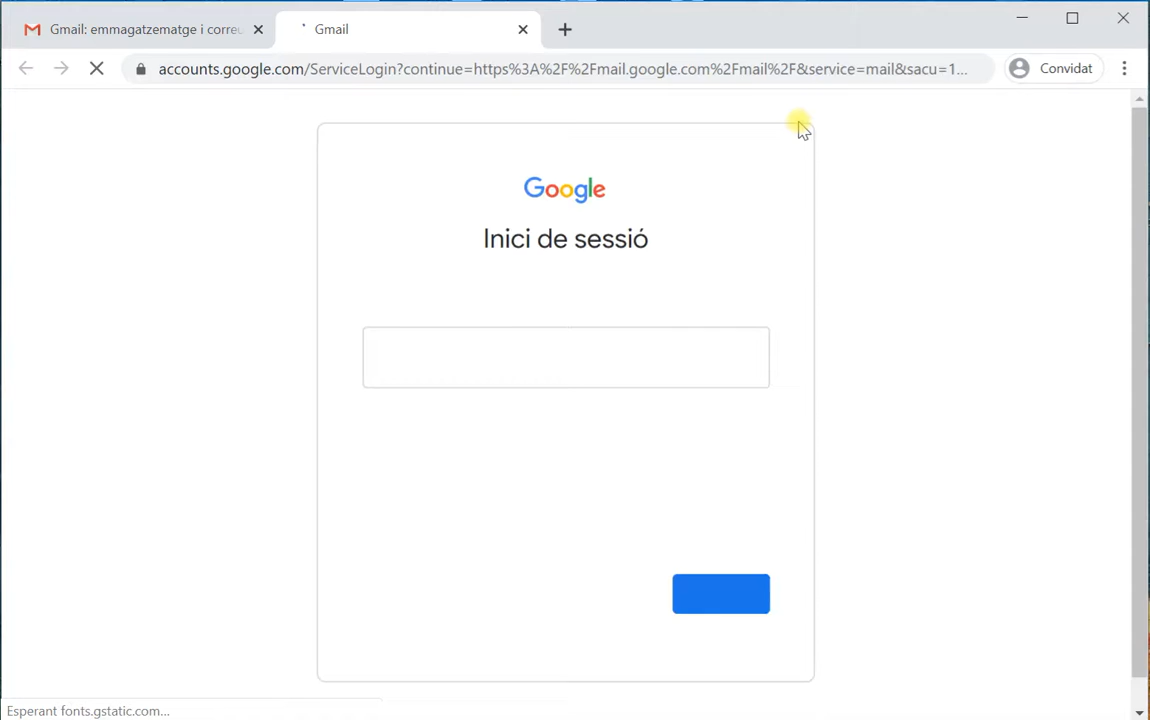 Gmail: emmagatzematge i corre
Gmail
accounts.google.com/ServiceLogin?continue=https%3A%2F%2Fmail.google.com%2Fmail%2F&service=mail&sacu=1...
Convidat
Google
Inici de sessió
Esperant fonts.gstatic.com...